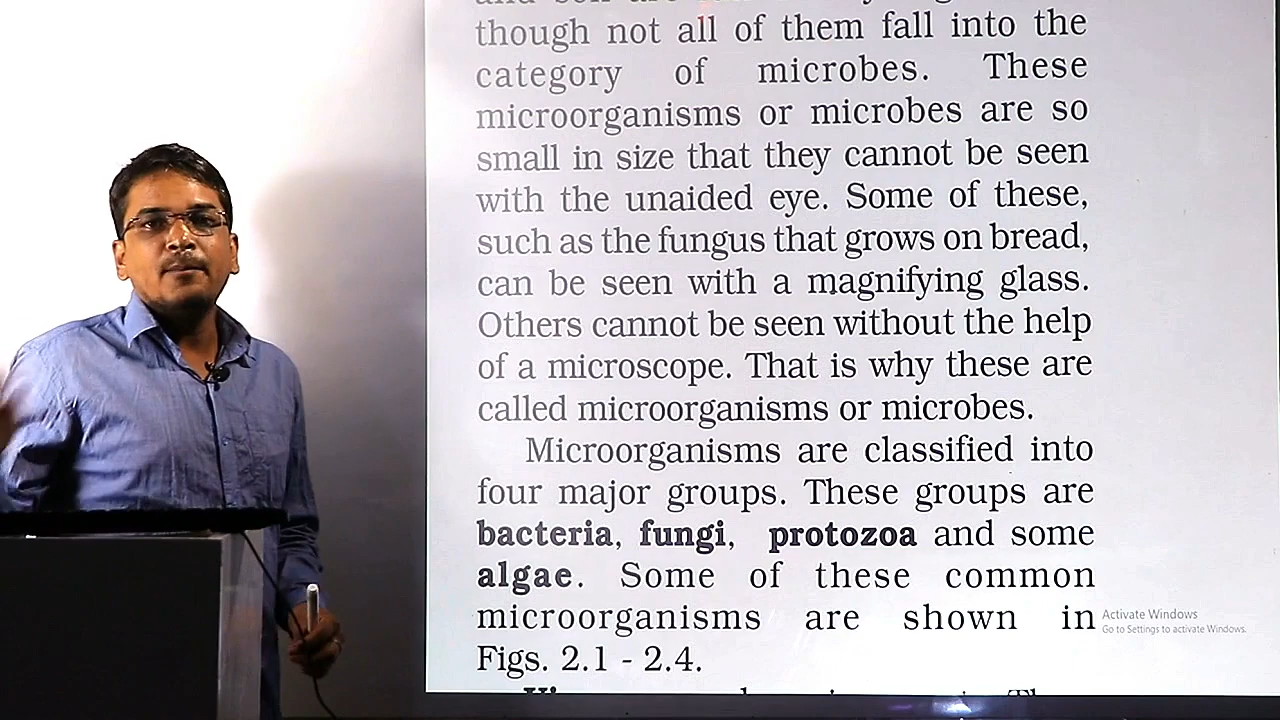 though not all of them fall into the
category of microbes. These
microorganisms or microbes are so
small in size that they cannot be seen
with the unaided eye. Some of these,
such as the fungus that grows on bread,
can be seen with a magnifying glass.
Others cannot be seen without the help
of a microscope. That is why these are
called microorganisms or microbes.
Microorganisms are classified into
four major groups. These groups are
bacteria, fungi, protozoa and some
algae. Some of these common
microorganisms are shown in
Figs. 2.1 - 2.4.
Activate Windows
Go to Settings to activate Windows.